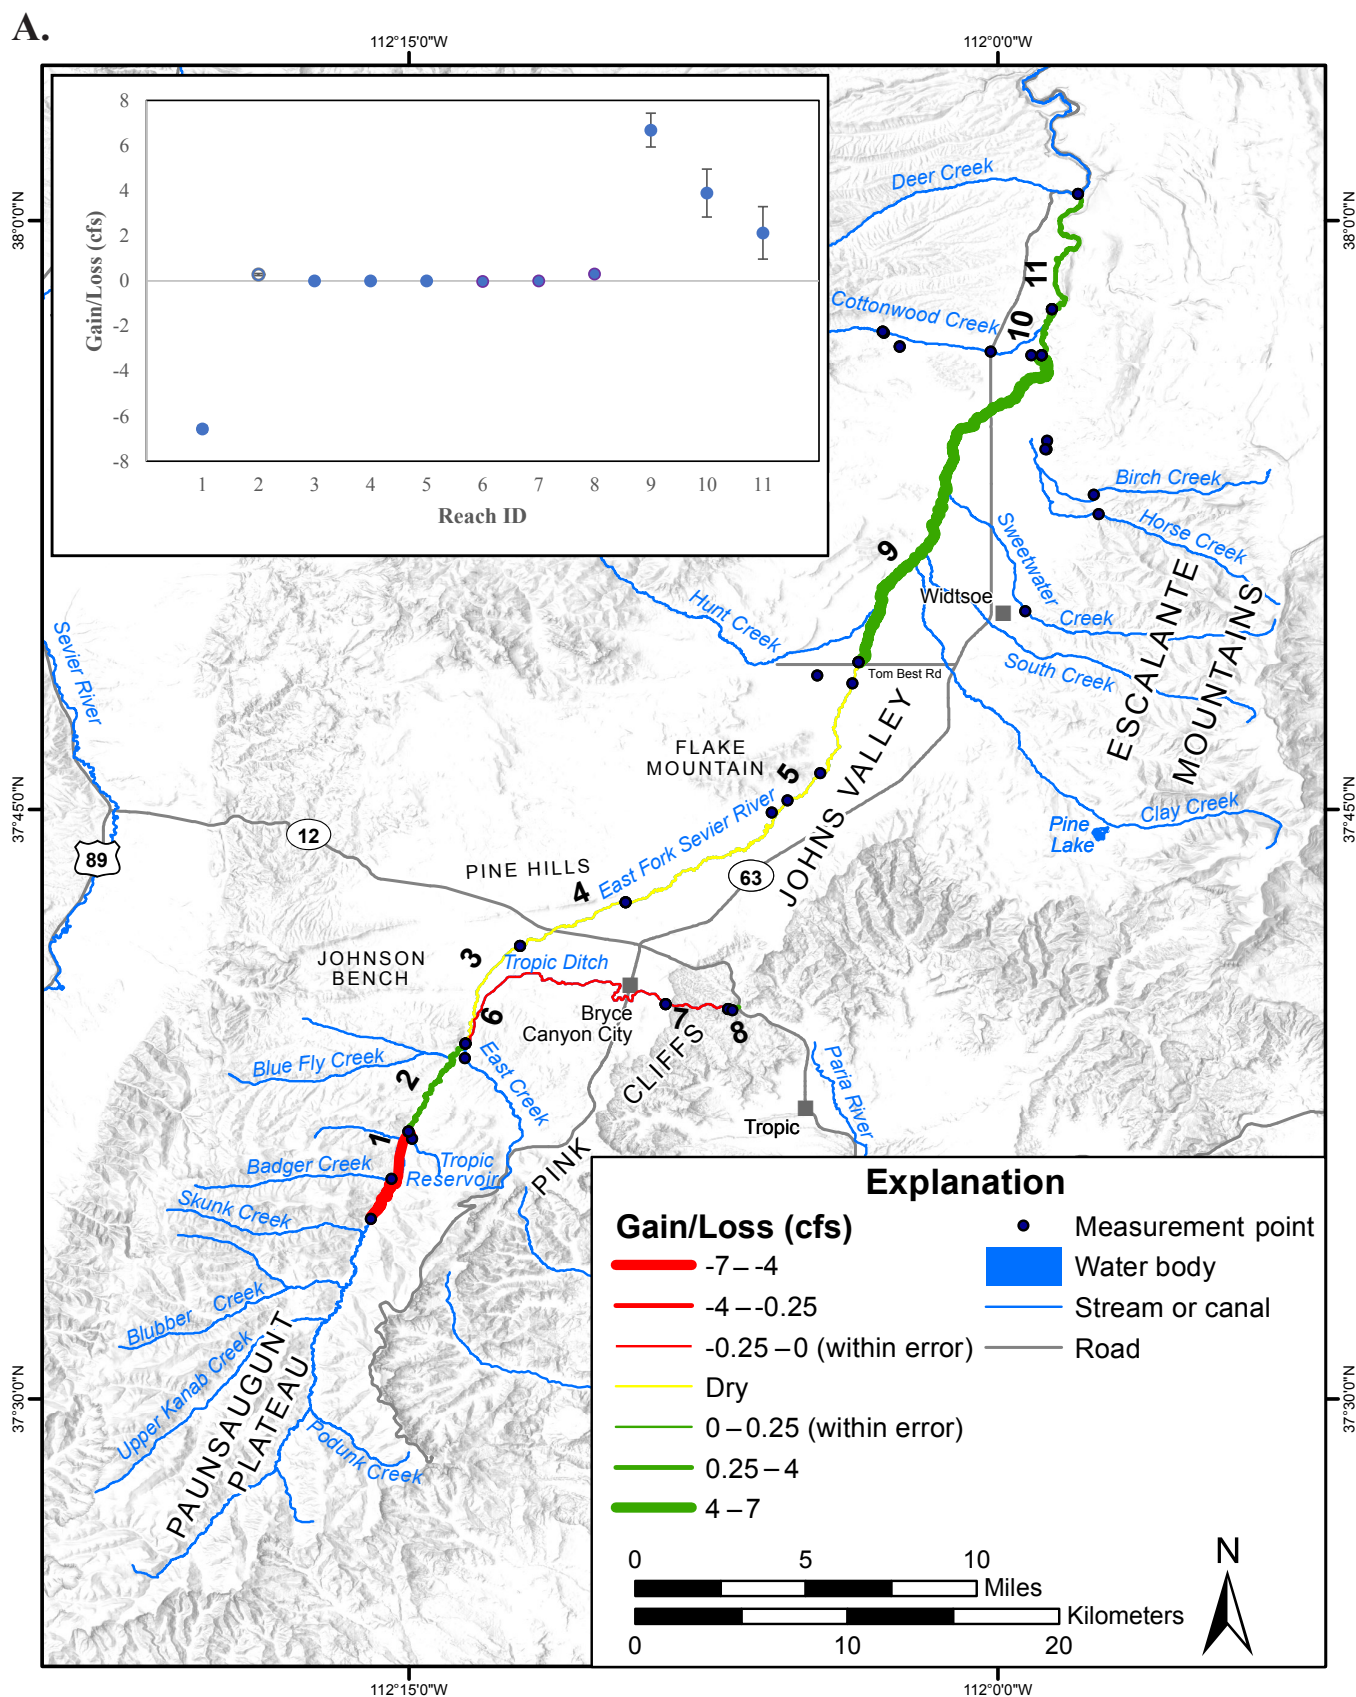 A.
112°15'0"W
112°0'0"W
8
6
4
2
0
-2
-4
-6
-8
Gain/Loss (cfs)
1
2
3
4
5
6
7
8
9
10
11
Reach ID
38°0'0"N
38°0'0"N
Deer Creek
11
10
Cottonwood Creek
Birch Creek
Horse Creek
9
Sweetwater
Creek
Widtsoe
Hunt Creek
South Creek
Tom Best Rd
ESCALANTE
MOUNTAINS
Sevier River
FLAKE
MOUNTAIN
5
JOHNS VALLEY
37°45'0"N
37°45'0"N
Clay Creek
Pine
Lake
12
89
PINE HILLS
4
East Fork Sevier River
63
JOHNSON
BENCH
3
Tropic Ditch
6
Bryce
Canyon City
7
8
PINK
CLIFFS
Blue Fly Creek
2
East Creek
Paria River
Tropic
1
Badger Creek
Tropic
Reservoir
Skunk Creek
Blubber Creek
Upper Kanab Creek
PAUNSAUGUNT
PLATEAU
Podunk Creek
37°30'0"N
37°30'0"N
Explanation
Gain/Loss (cfs)
-7 – -4
-4 – -0.25
-0.25 – 0 (within error)
Dry
0 – 0.25 (within error)
0.25 – 4
4 – 7
Measurement point
Water body
Stream or canal
Road
0 5 10
Miles
Kilometers
0 10 20
N
112°15'0"W
112°0'0"W